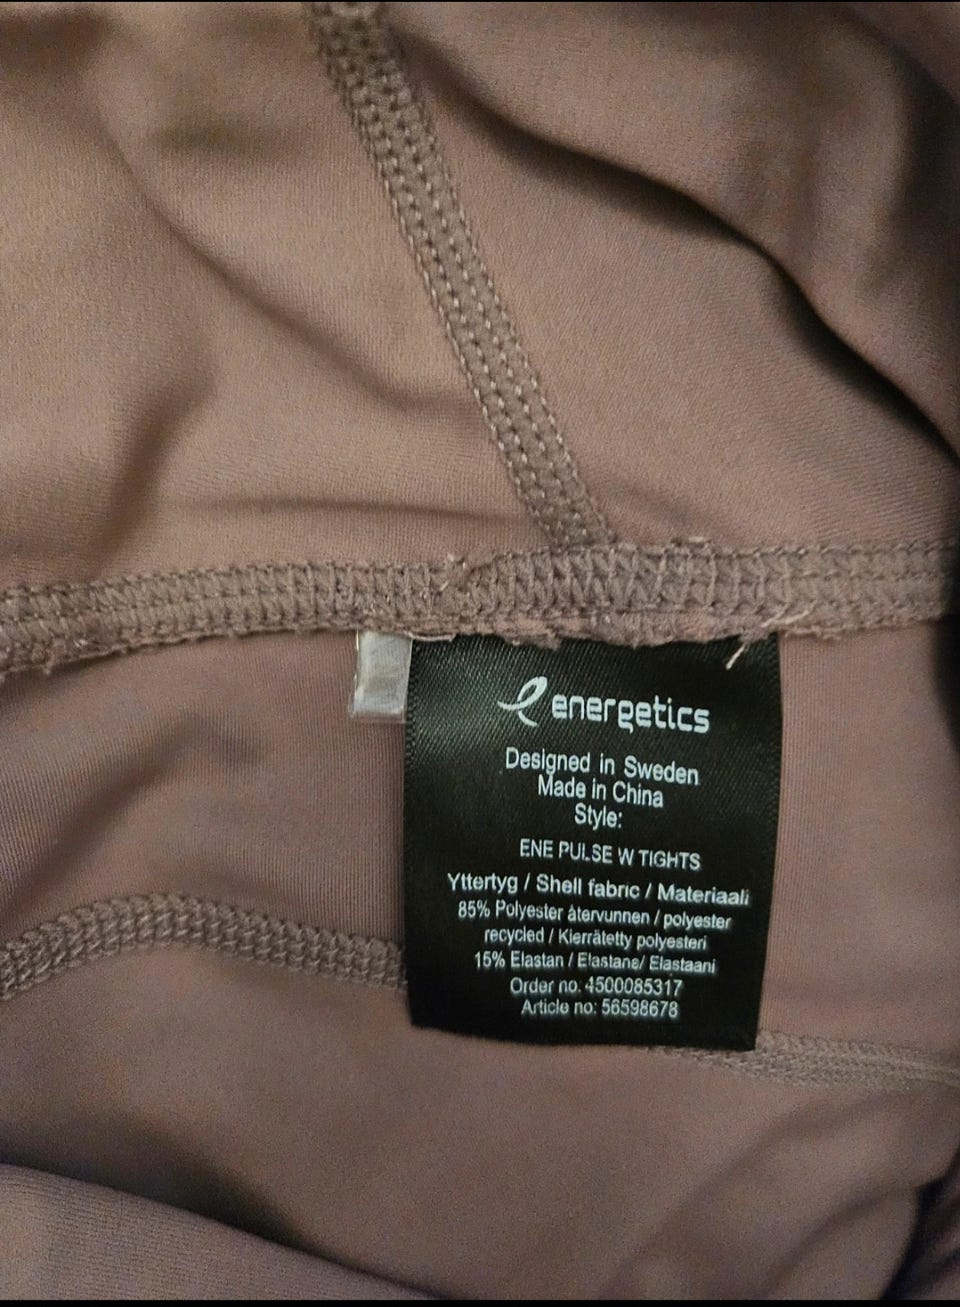 energetics
Designed in Sweden
Made in China
Style:
ENE PULSE W TIGHTS
Yttertyg / Shell fabric / Materiaali
85% Polyester återvunnen / polyester
recycled / Kierrätetty polyesteri
15% Elastan / Elastane/ Elastaani
Order no. 4500085317
Article no: 56598678